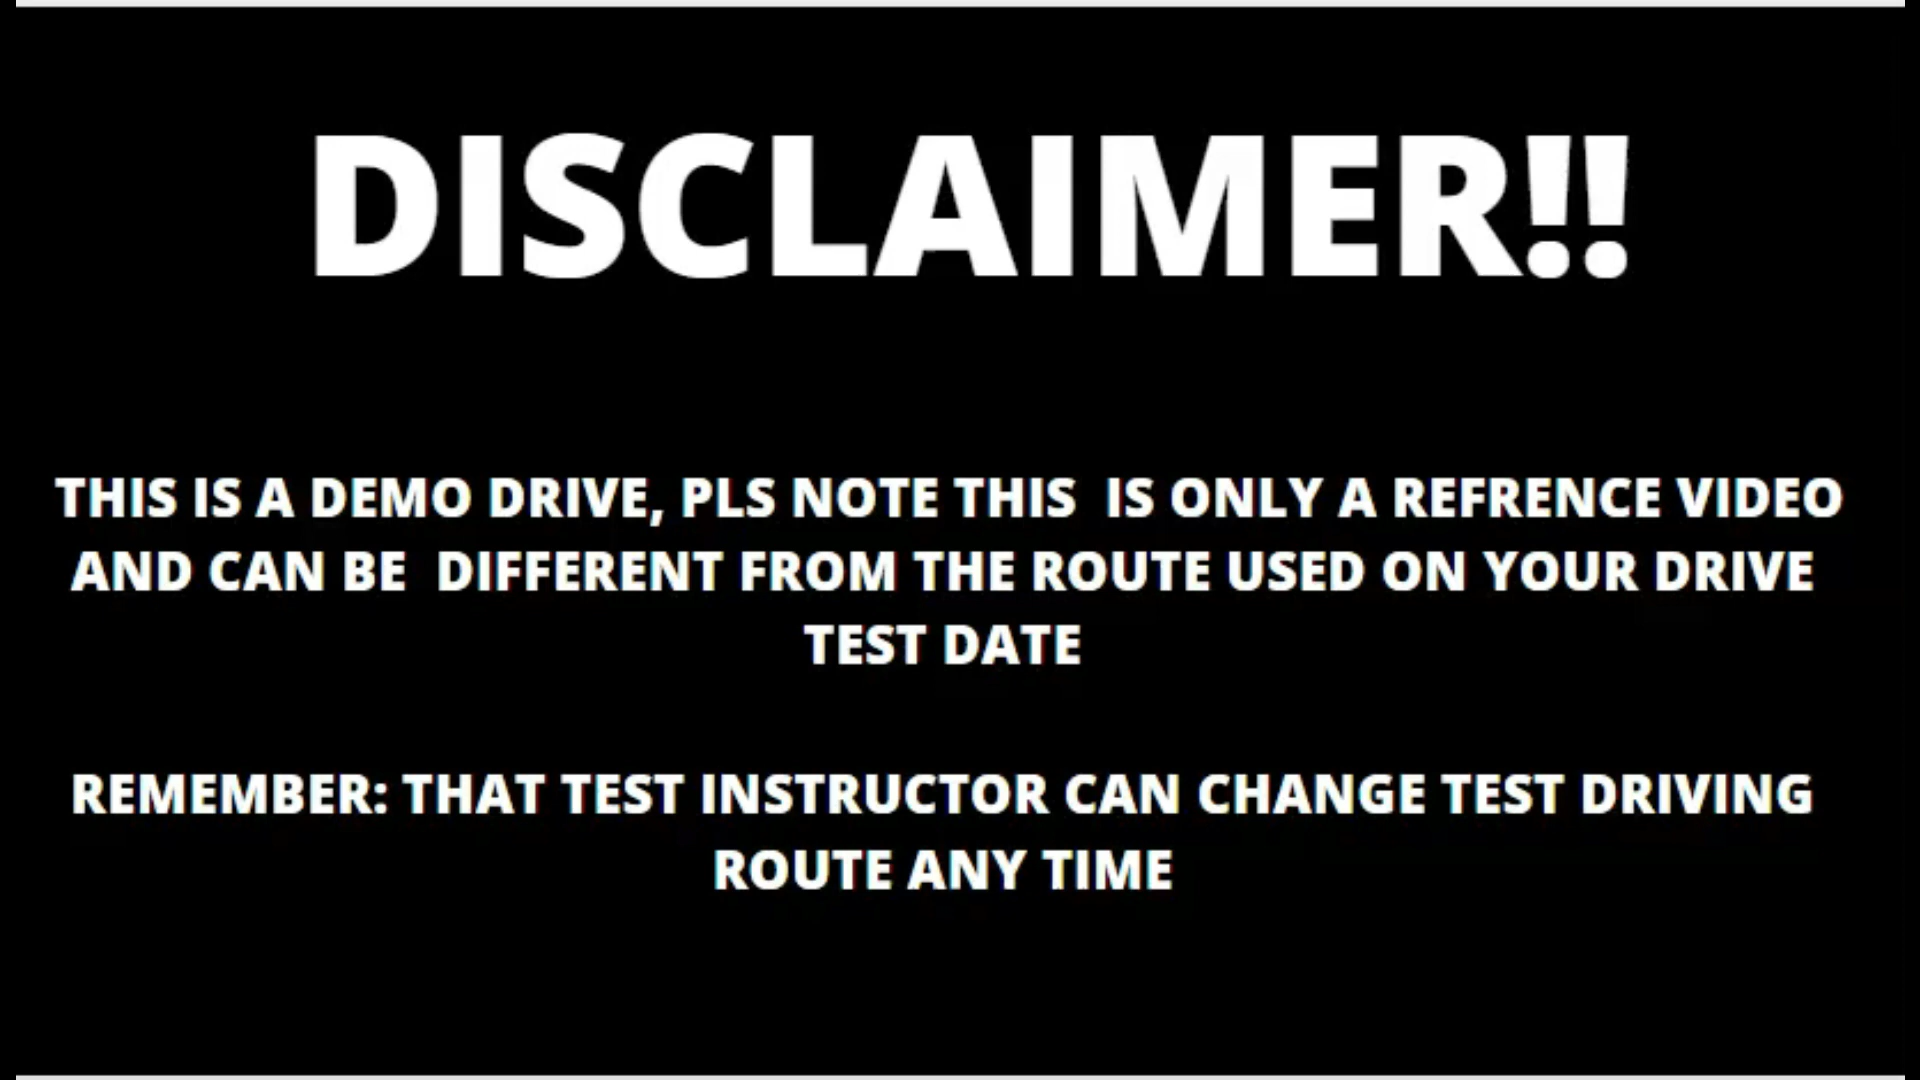 DISCLAIMER!!
THIS IS A DEMO DRIVE, PLS NOTE THIS IS ONLY A REFRENCE VIDEO
AND CAN BE DIFFERENT FROM THE ROUTE USED ON YOUR DRIVE
TEST DATE
REMEMBER: THAT TEST INSTRUCTOR CAN CHANGE TEST DRIVING
ROUTE ANY TIME